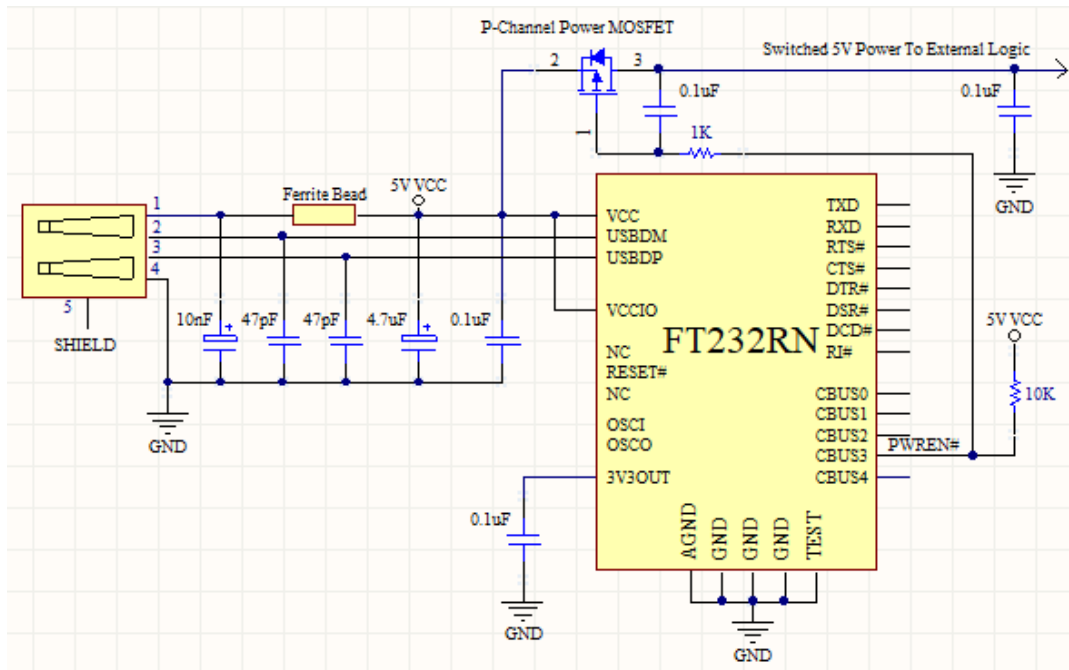 P-Channel Power MOSFET
Switched 5V Power To External Logic
2
3
0.1uF
0.1uF
1
1K
GND
Ferrite Bead
5V VCC
1
2
3
4
5
SHIELD
10nF
+
47pF
47pF
4.7uF
+
0.1uF
GND
VCC
USBDM
USBDP
VCCIO
NC
RESET#
NC
OSCI
OSCO
3V3OUT
FT232RN
TXD
RXD
RTS#
CTS#
DTR#
DSR#
DCD#
RI#
CBUS0
CBUS1
CBUS2
CBUS3
CBUS4
PWREN#
5V VCC
10K
0.1uF
GND
AGND
GND
GND
GND
TEST
GND